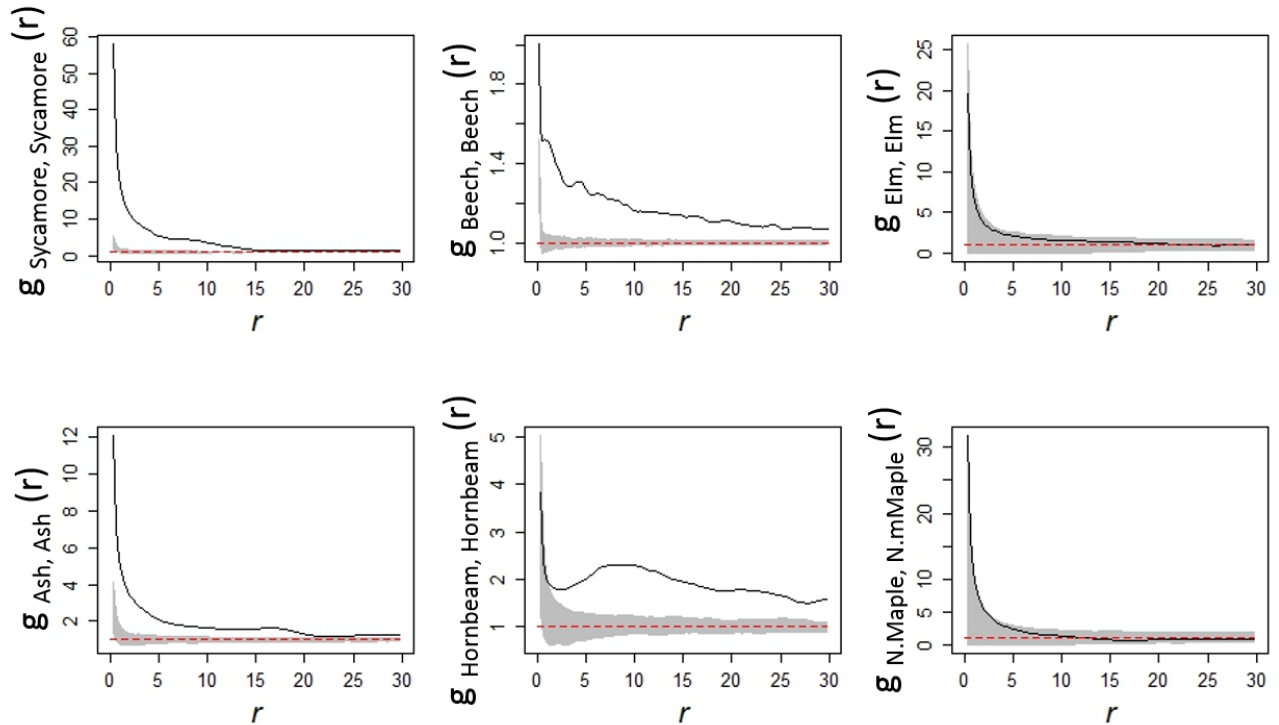 g Sycamore, Sycamore (r)
60
50
40
30
20
10
0
0 5 10 15 20 25 30
r
g Beech, Beech (r)
1.8
1.4
1.0
0 5 10 15 20 25 30
r
g Elm, Elm (r)
25
20
15
10
5
0
0 5 10 15 20 25 30
r
g Ash, Ash (r)
12
10
8
6
4
2
0 5 10 15 20 25 30
r
g Hornbeam, Hornbeam (r)
5
4
3
2
1
0 5 10 15 20 25 30
r
g N.Maple, N.mMaple (r)
30
20
10
5
0
0 5 10 15 20 25 30
r